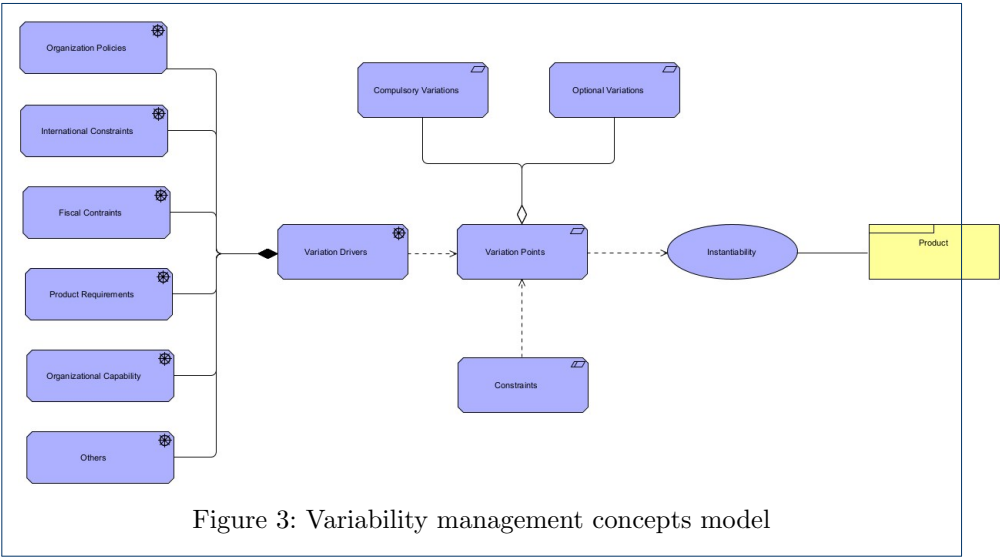 Organization Policies
International Constraints
Fiscal Contraints
Product Requirements
Organizational Capability
Others
Variation Drivers
Compulsory Variations
Optional Variations
Variation Points
Constraints
Instantiability
Product
Figure 3: Variability management concepts model